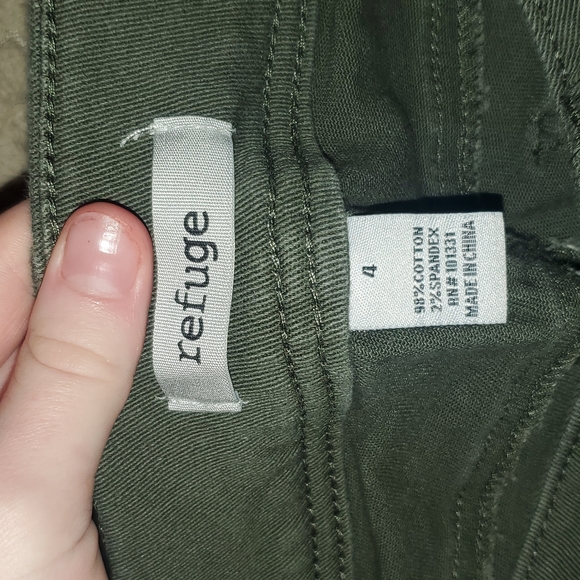 refuge
4
98%COTTON
2%SPANDEX
RN#101331
MADE IN CHINA